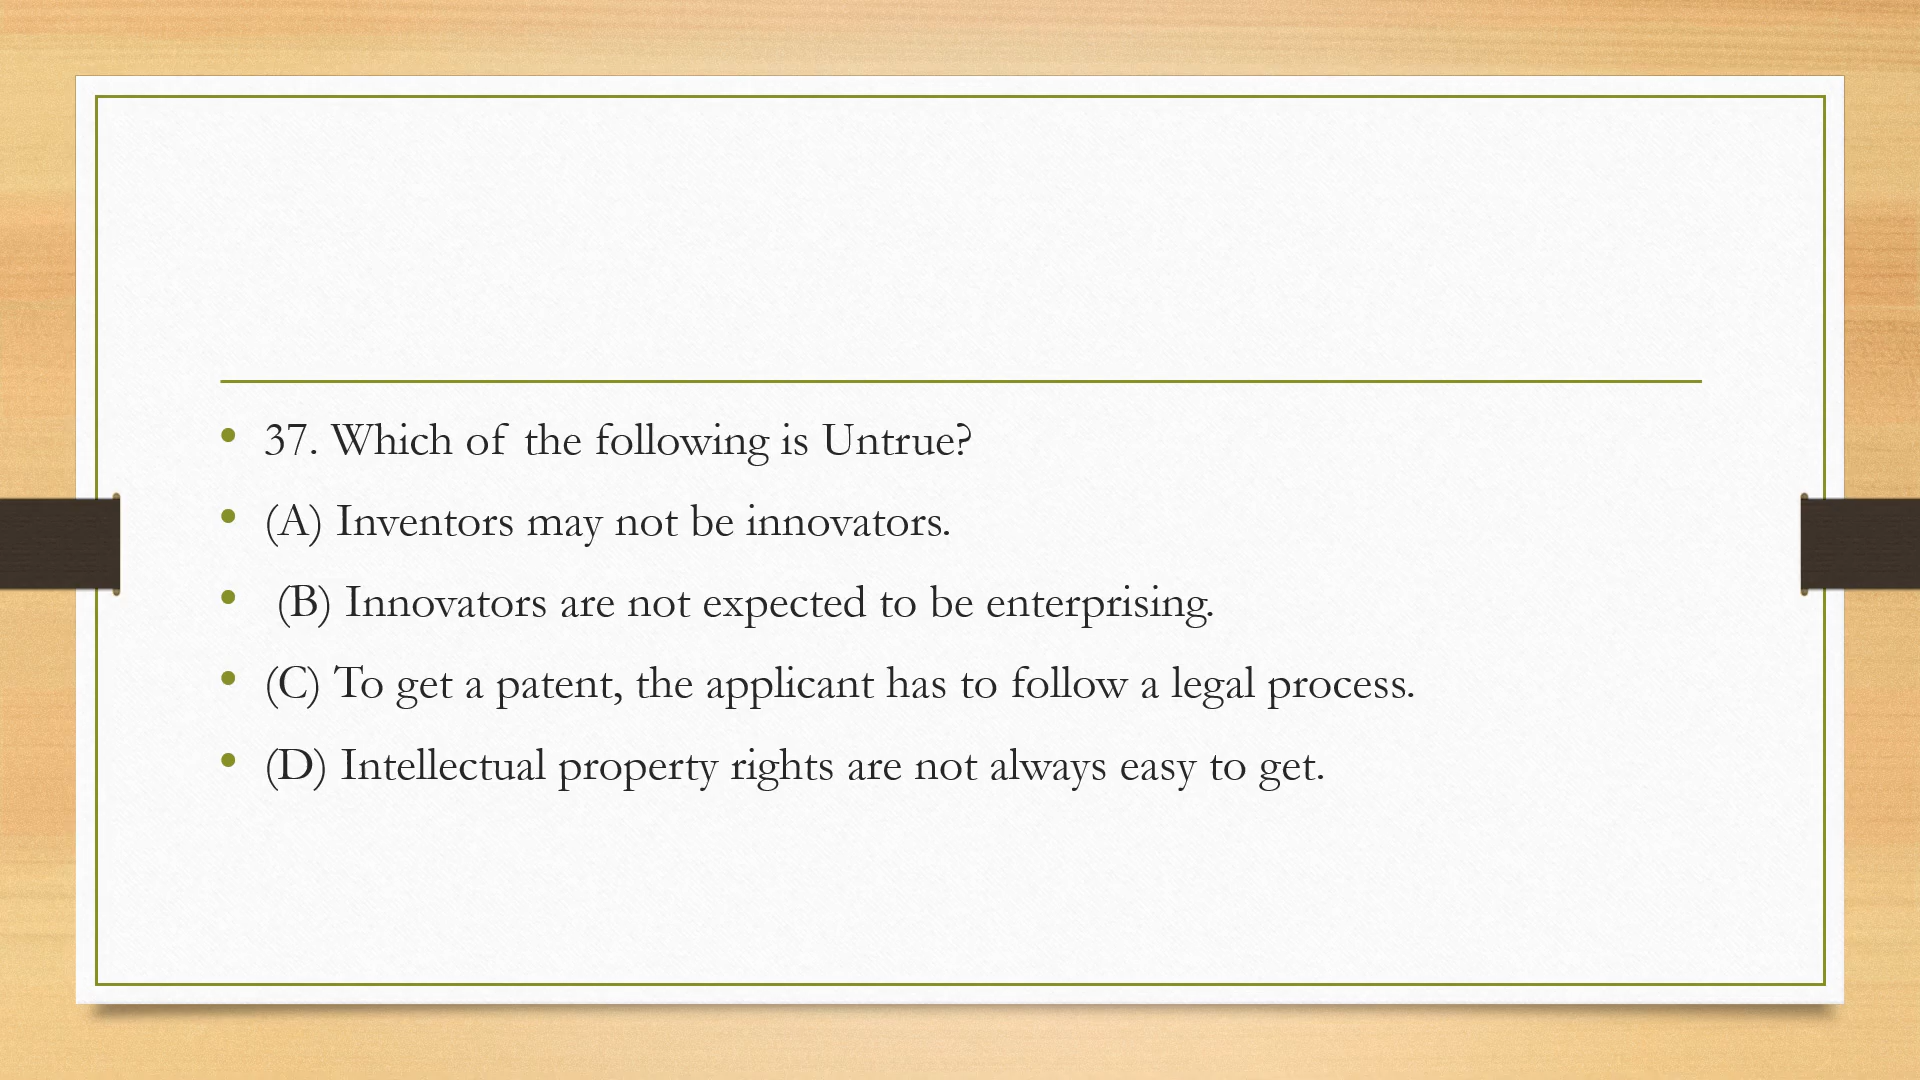 37. Which of the following is Untrue?
(A) Inventors may not be innovators.
(B) Innovators are not expected to be enterprising.
(C) To get a patent, the applicant has to follow a legal process.
(D) Intellectual property rights are not always easy to get.